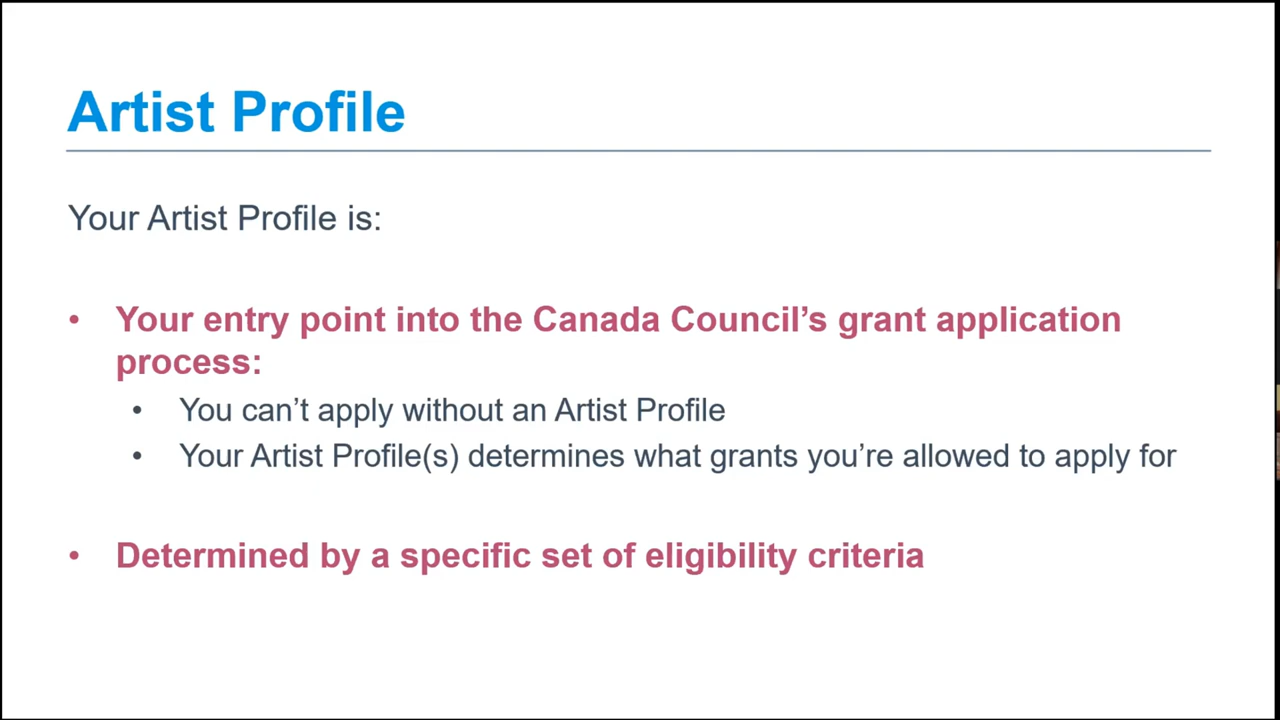 Artist Profile
Your Artist Profile is:
• Your entry point into the Canada Council’s grant application
process:
• You can’t apply without an Artist Profile
• Your Artist Profile(s) determines what grants you’re allowed to apply for
• Determined by a specific set of eligibility criteria